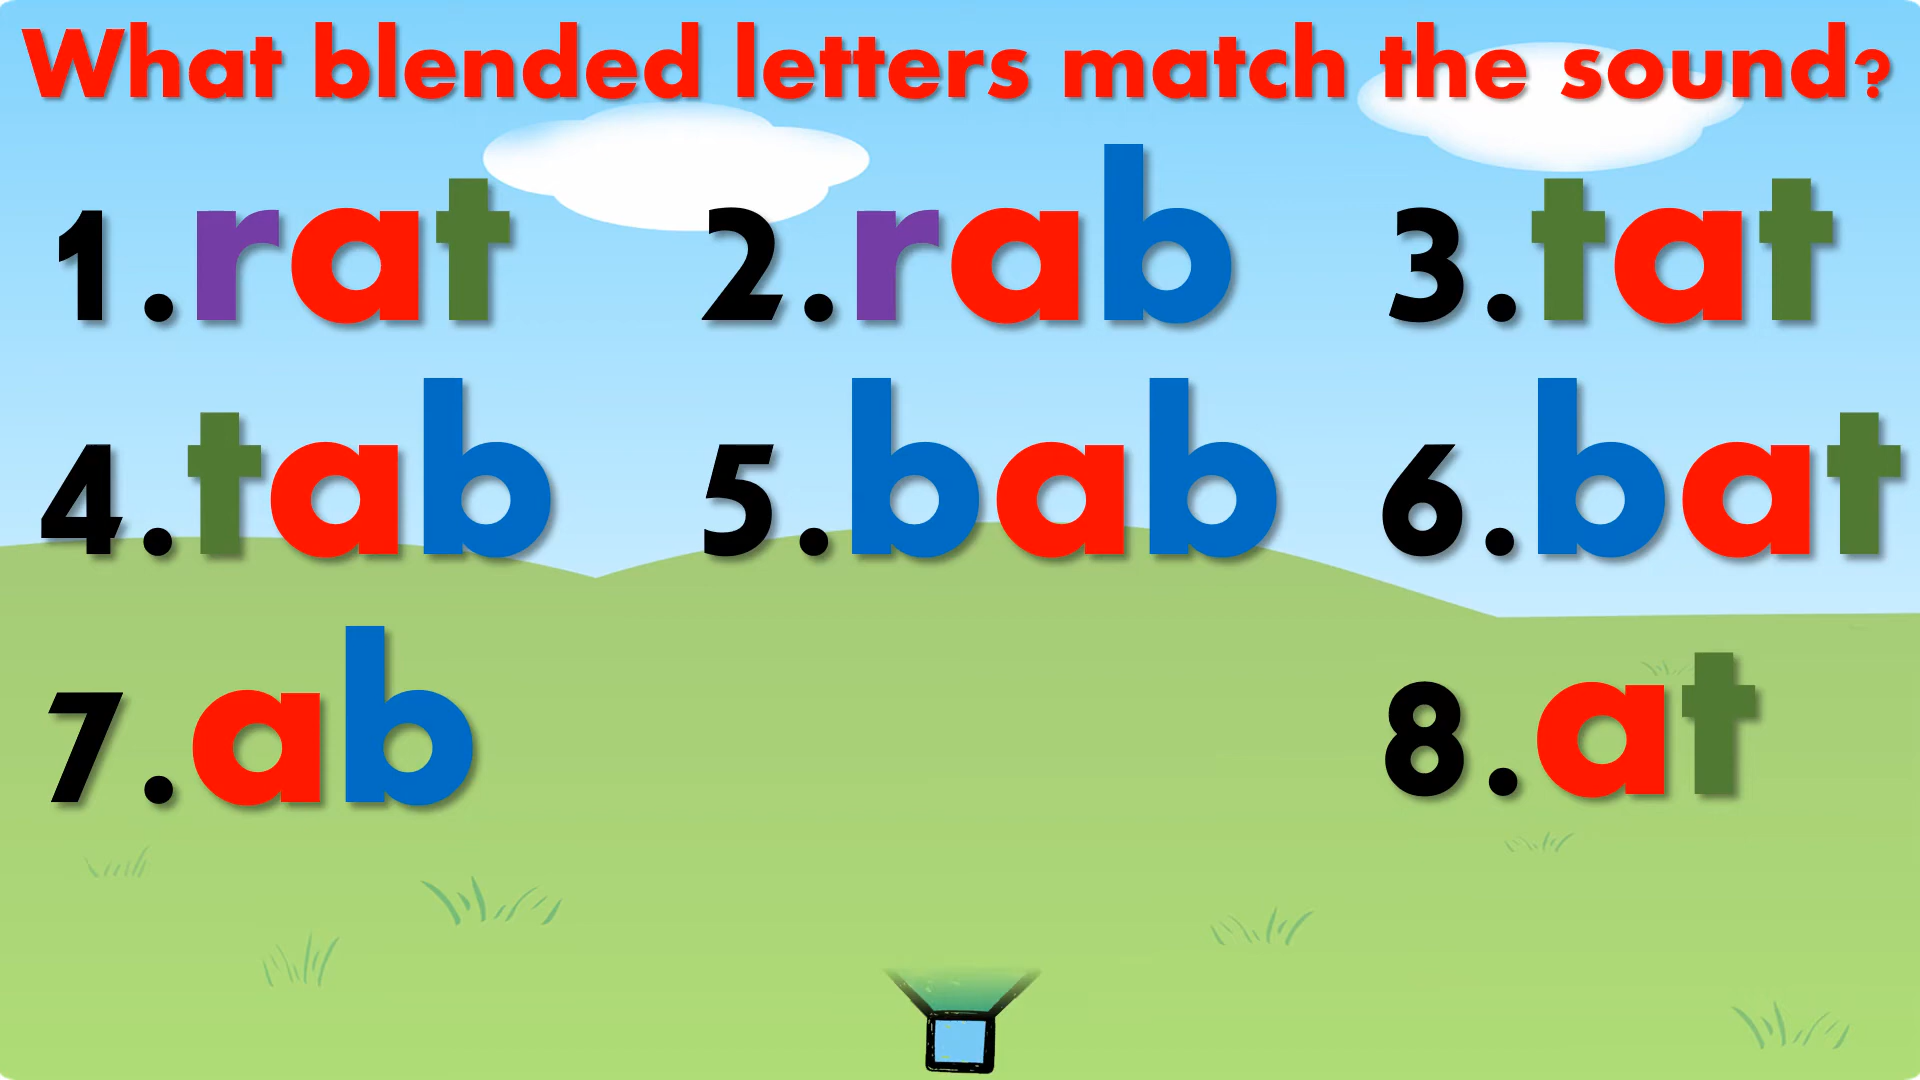 What blended letters match the sound?
1.rat 2.rab 3.tat
4.tab 5.bab 6.bat
7.ab 8.at